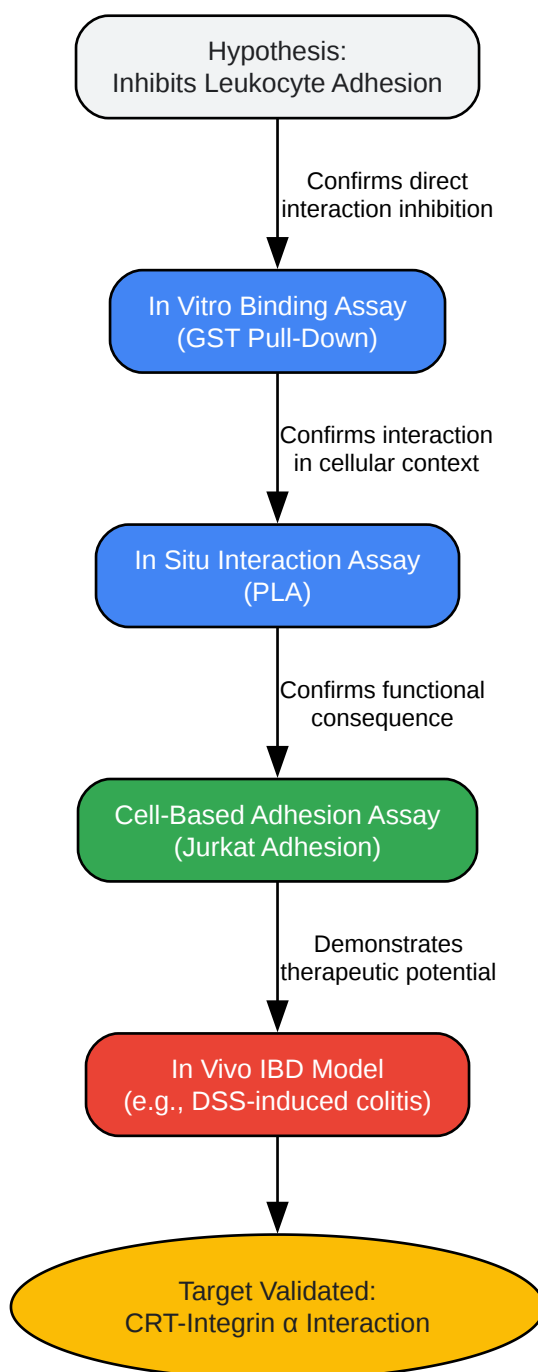 Hypothesis:
Inhibits Leukocyte Adhesion
Confirms direct
interaction inhibition
In Vitro Binding Assay
(GST Pull-Down)
Confirms interaction
in cellular context
In Situ Interaction Assay
(PLA)
Confirms functional
consequence
Cell-Based Adhesion Assay
(Jurkat Adhesion)
Demonstrates
therapeutic potential
In Vivo IBD Model
(e.g., DSS-induced colitis)
Target Validated:
CRT-Integrin α Interaction